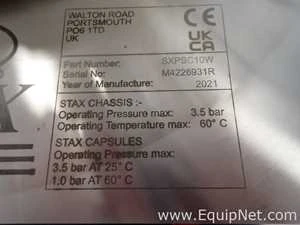 WALTON ROAD
PORTSMOUTH
PO6 1TD
UK
CE
UK
CA
Part Number: SXPSC10W
Serial No: M4226931R
Year of Manufacture: 2021
STAX CHASSIS :-
Operating Pressure max: 3.5 bar
Operating Temperature max: 60° C
STAX CAPSULES
Operating Pressure max:
3.5 bar AT 25° C
1.0 bar AT 60° C
www.EquipNet.com